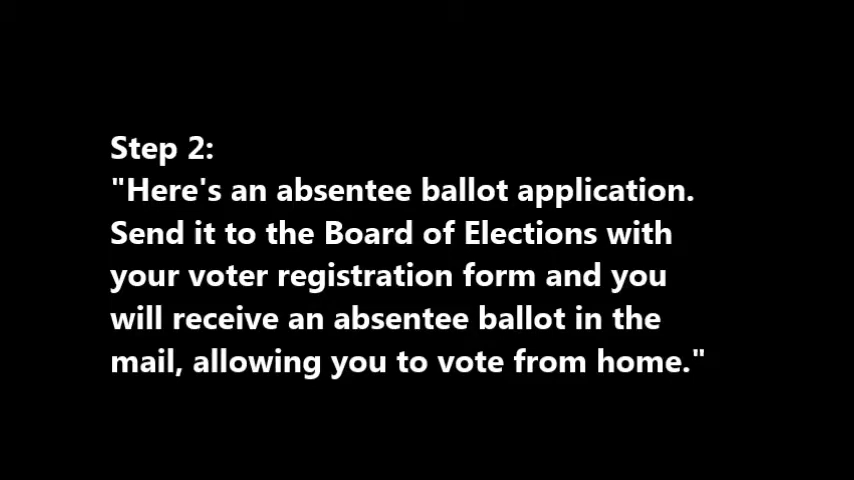 Step 2:
"Here's an absentee ballot application.
Send it to the Board of Elections with
your voter registration form and you
will receive an absentee ballot in the
mail, allowing you to vote from home."